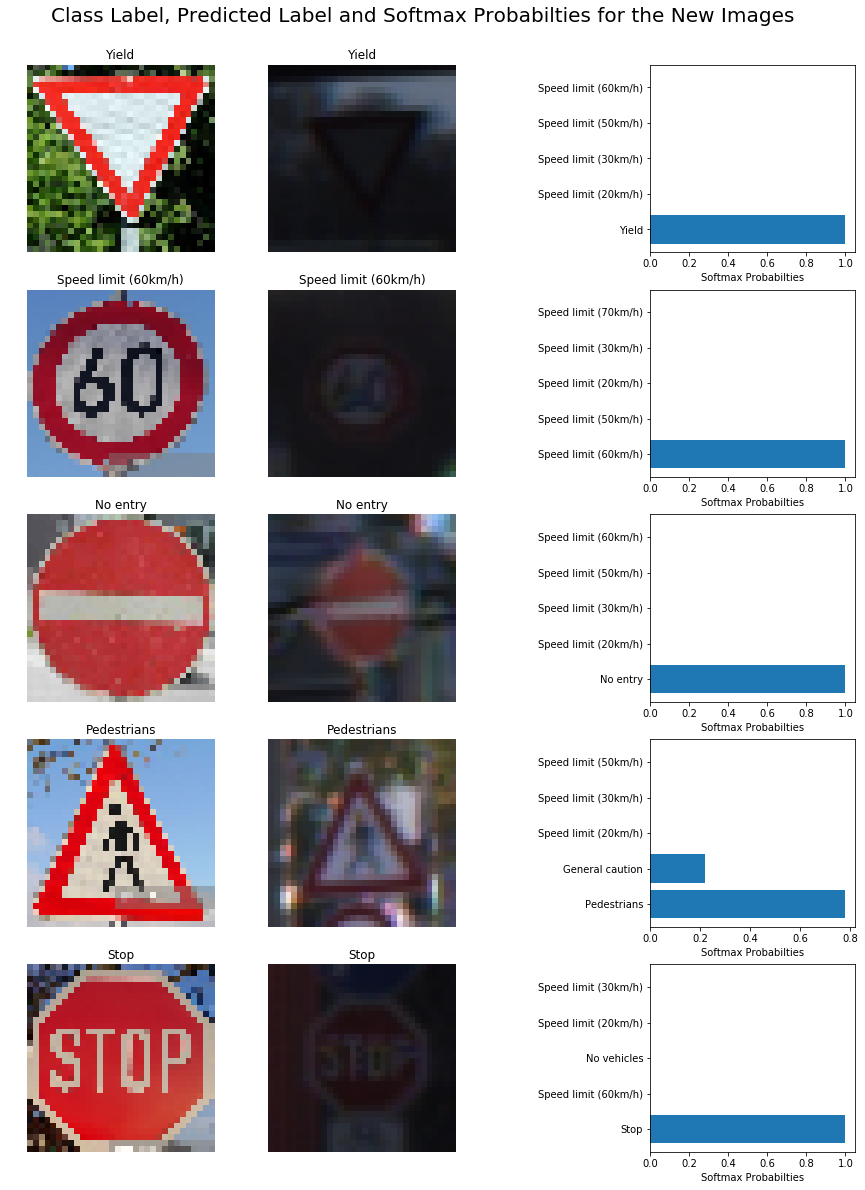 Class Label, Predicted Label and Softmax Probabilties for the New Images
Yield
Yield
Speed limit (60km/h)
Speed limit (50km/h)
Speed limit (30km/h)
Speed limit (20km/h)
Yield
0.0 0.2 0.4 0.6 0.8 1.0
Softmax Probabilties
Speed limit (60km/h)
60
Speed limit (60km/h)
Speed limit (70km/h)
Speed limit (30km/h)
Speed limit (20km/h)
Speed limit (50km/h)
Speed limit (60km/h)
0.0 0.2 0.4 0.6 0.8 1.0
Softmax Probabilties
No entry
No entry
Speed limit (60km/h)
Speed limit (50km/h)
Speed limit (30km/h)
Speed limit (20km/h)
No entry
0.0 0.2 0.4 0.6 0.8 1.0
Softmax Probabilties
Pedestrians
Pedestrians
Speed limit (50km/h)
Speed limit (30km/h)
Speed limit (20km/h)
General caution
Pedestrians
0.0 0.2 0.4 0.6 0.8
Softmax Probabilties
Stop
STOP
Stop
STOP
Speed limit (30km/h)
Speed limit (20km/h)
No vehicles
Speed limit (60km/h)
Stop
0.0 0.2 0.4 0.6 0.8 1.0
Softmax Probabilties